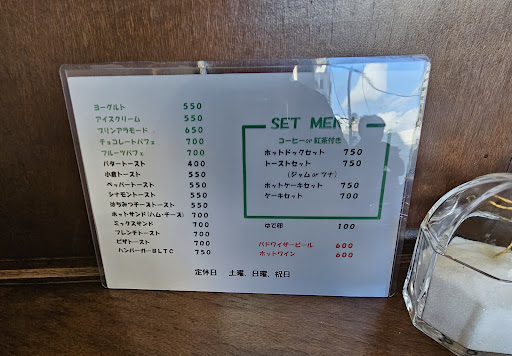 ヨーグルト 550
アイスクリーム 550
プリンアラモード 650
チョコレートパフェ 700
フルーツパフェ 700
バタートースト 400
小倉トースト 550
ペッパートースト 550
シナモントースト 550
はちみつチーズトースト 550
ホットサンド(ハム・チーズ) 700
ミックスサンド 700
フレンチトースト 700
ピザトースト 700
ハンバーガーBLTC 750
SET MENU
コーヒーor紅茶付き
ホットドックセット 750
トーストセット 750
(ジャムorツナ)
ホットケーキセット 700
ケーキセット 700
ゆで卵 100
バドワイザービール 600
ホットワイン 600
定休日 土曜、日曜、祝日